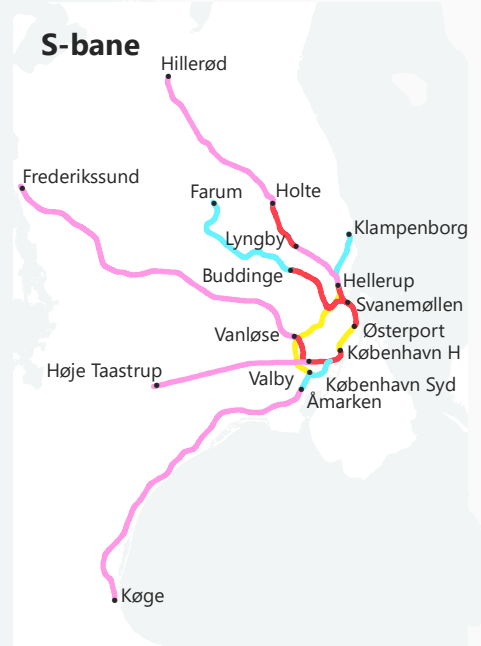 S-bane
Hillerød
Frederikssund
Farum
Holte
Lyngby
Klampenborg
Buddinge
Hellerup
Svanemøllen
Østerport
Vanløse
København H
Høje Taastrup
Valby
København Syd
Åmarken
Køge